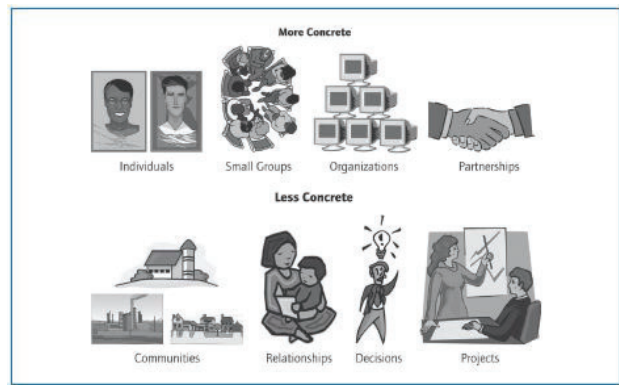 More Concrete
Individuals Small Groups Organizations Partnerships
Less Concrete
Communities Relationships Decisions Projects